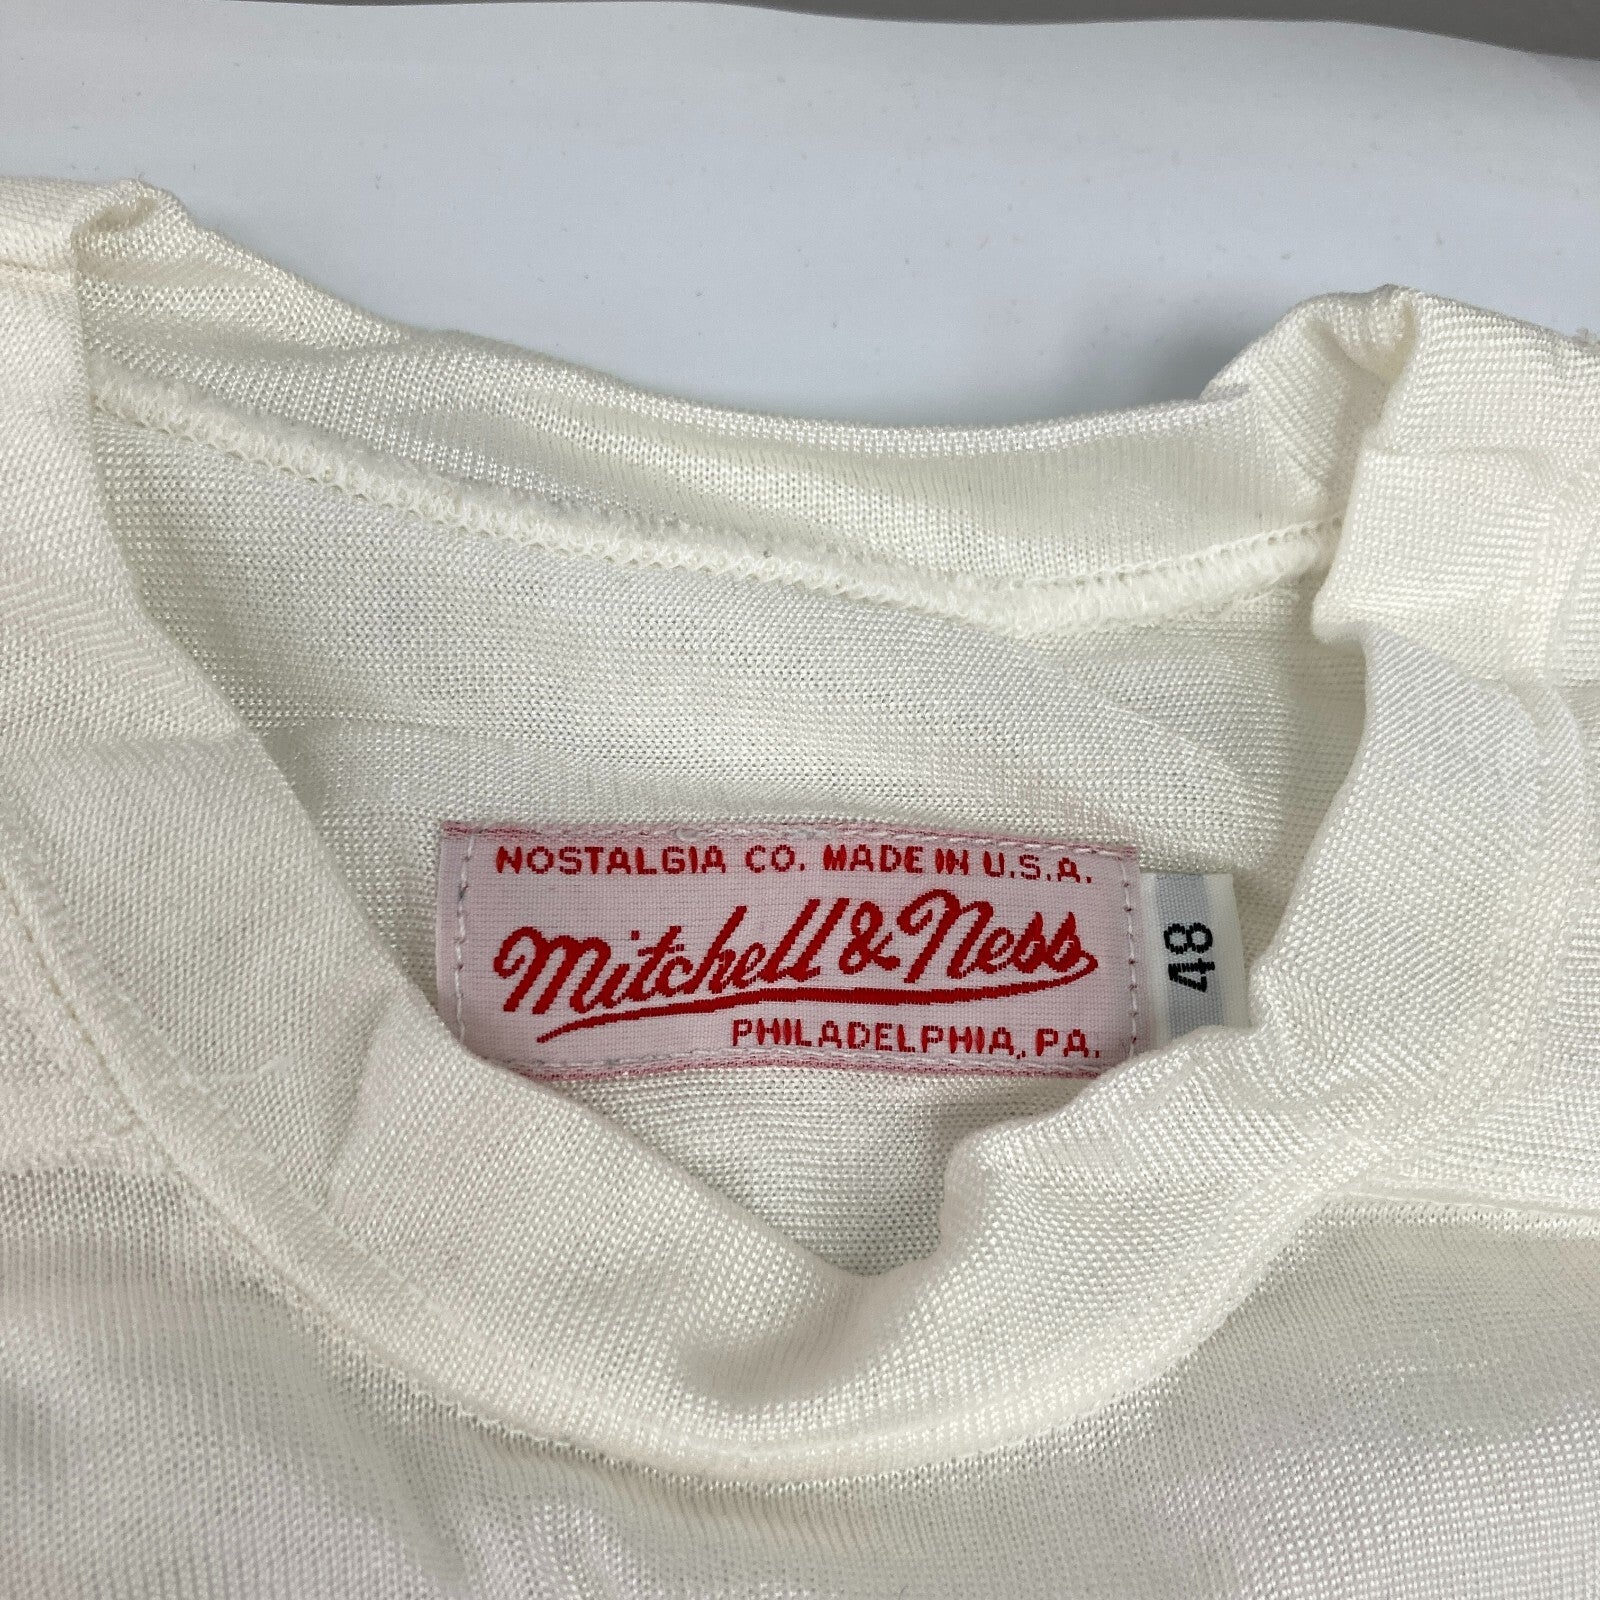 NOSTALGIA CO. MADE IN U.S.A.
Mitchell & Ness
PHILADELPHIA, PA.
48